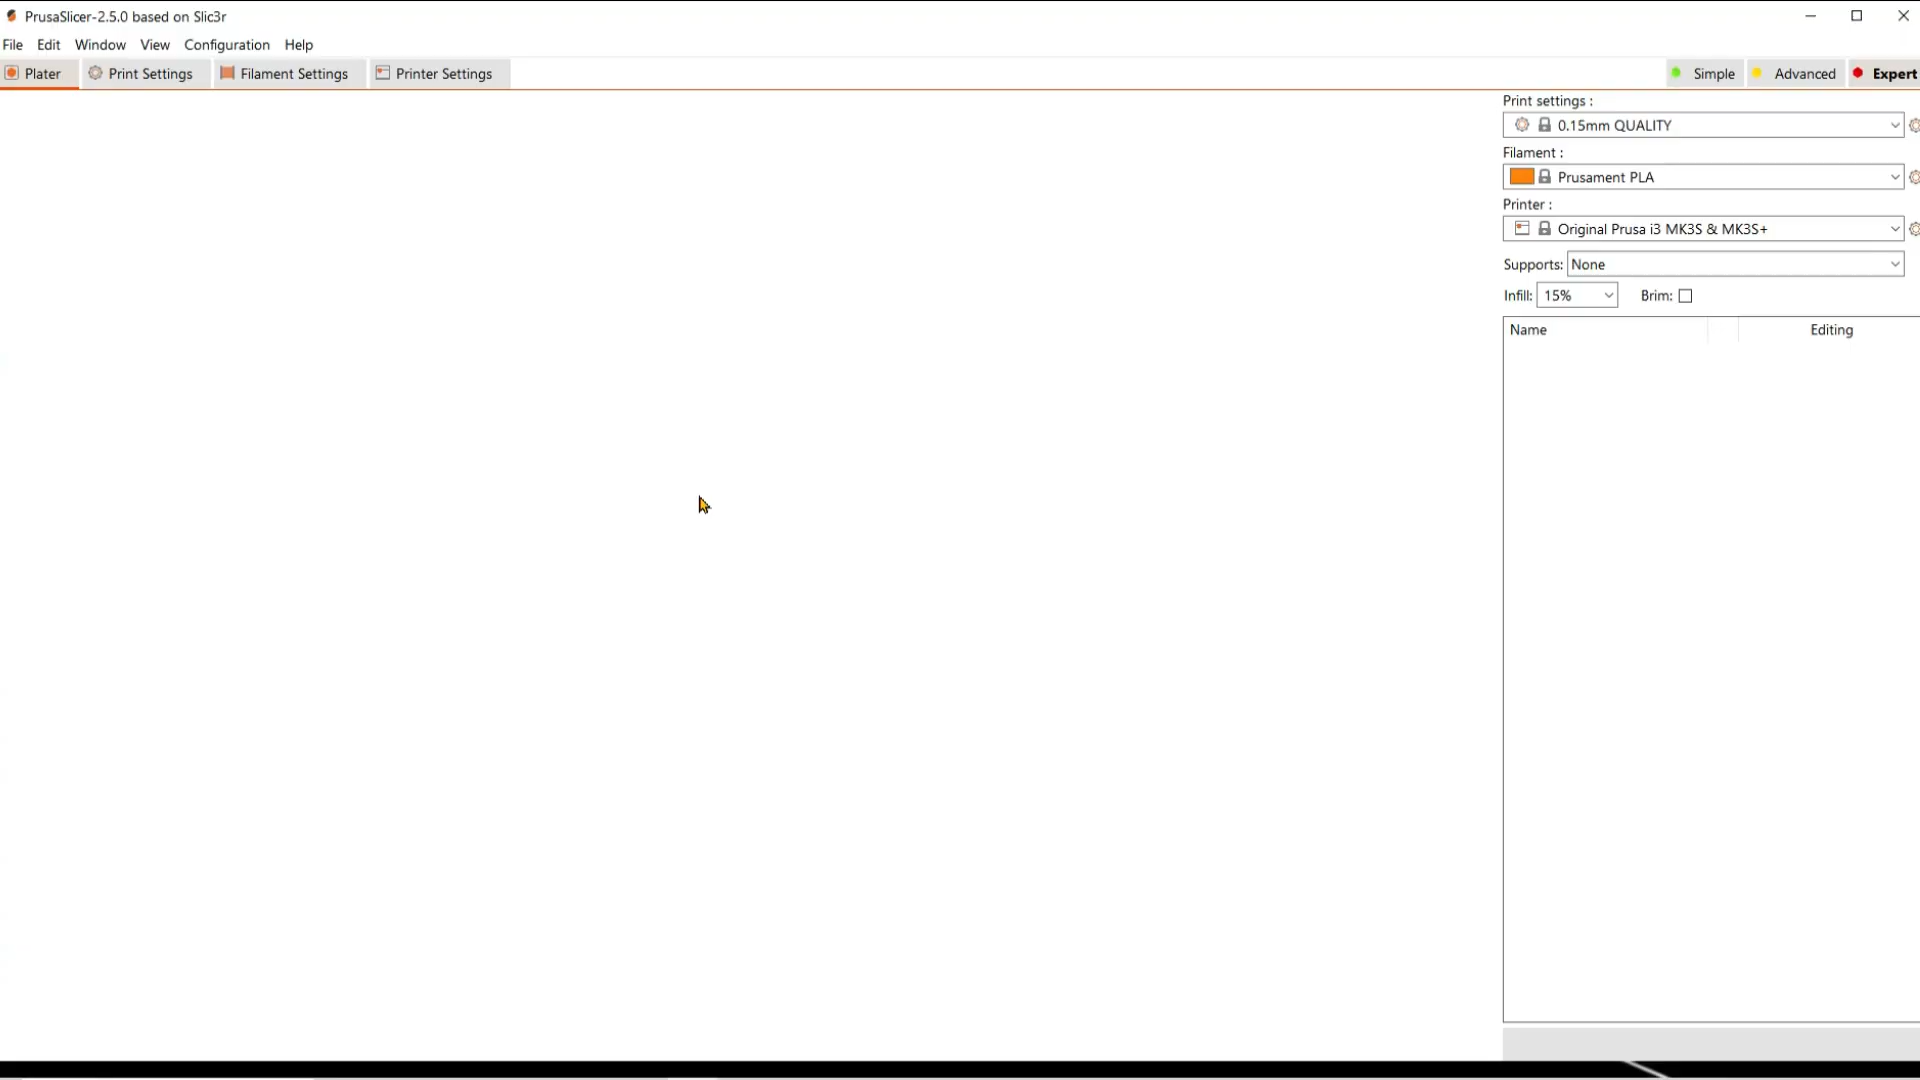 PrusaSlicer-2.5.0 based on Slic3r
File Edit Window View Configuration Help
Plater Print Settings Filament Settings Printer Settings Simple Advanced Expert
Print settings :
0.15mm QUALITY
Filament :
Prusament PLA
Printer :
Original Prusa i3 MK3S & MK3S+
Supports: None
Infill: 15% Brim:
Name Editing